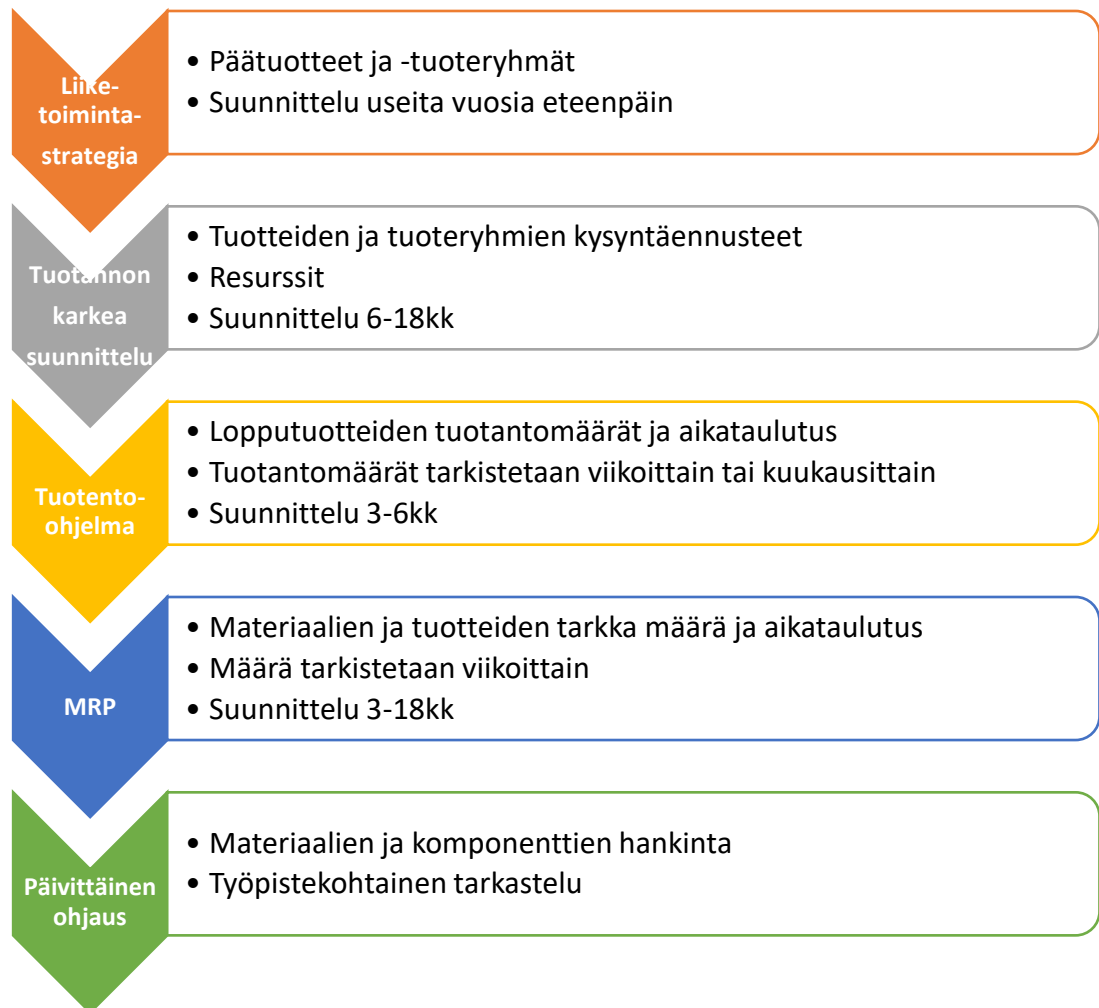 Liike-
toiminta-
strategia
• Päätuotteet ja -tuoteryhmät
• Suunnittelu useita vuosia eteenpäin
Tuotannon
karkea
suunnittelu
• Tuotteiden ja tuoteryhmien kysyntäennusteet
• Resurssit
• Suunnittelu 6-18kk
Tuotento-
ohjelma
• Lopputuotteiden tuotantomäärät ja aikataulutus
• Tuotantomäärät tarkistetaan viikoittain tai kuukausittain
• Suunnittelu 3-6kk
MRP
• Materiaalien ja tuotteiden tarkka määrä ja aikataulutus
• Määrä tarkistetaan viikoittain
• Suunnittelu 3-18kk
Päivittäinen
ohjaus
• Materiaalien ja komponenttien hankinta
• Työpistekohtainen tarkastelu